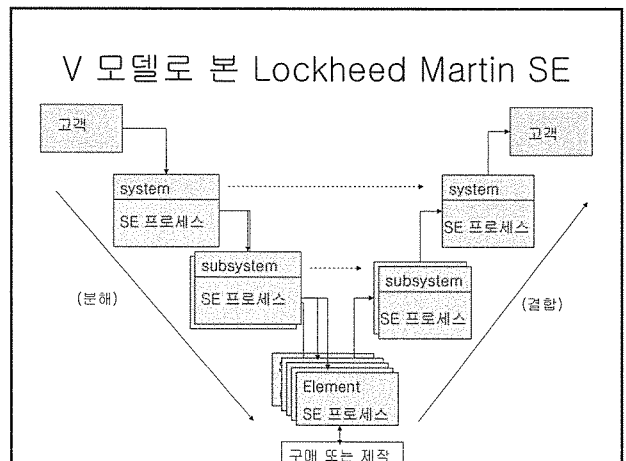 V 모델로 본 Lockheed Martin SE
고객
고객
system
SE 프로세스
system
SE 프로세스
subsystem
SE 프로세스
subsystem
SE 프로세스
(분해)
(결합)
Element
SE 프로세스
구매 또는 제작